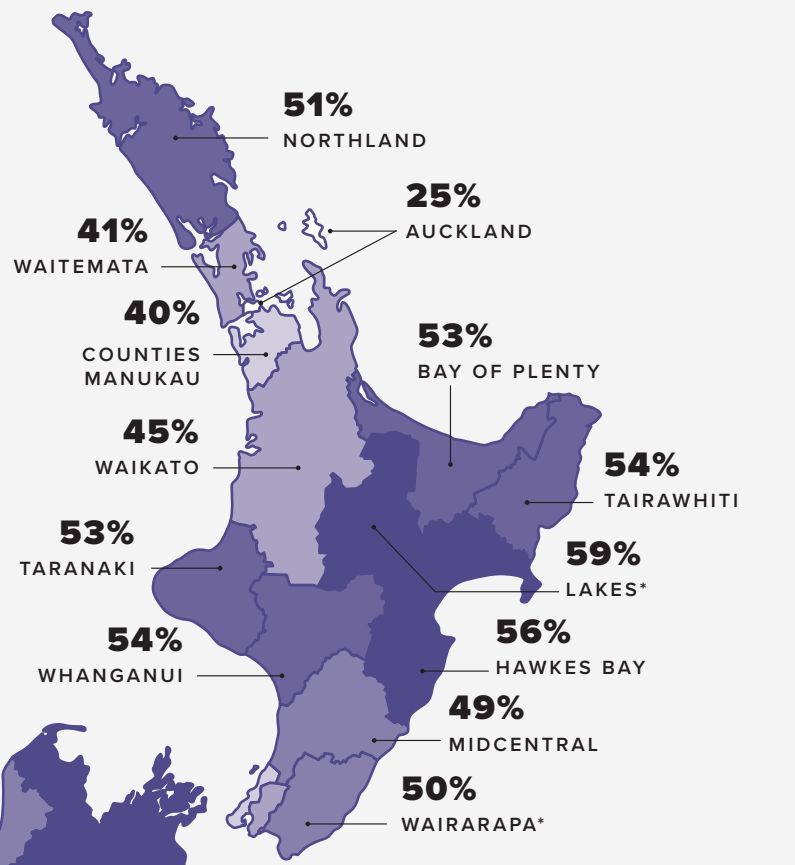 51%
NORTHLAND
25%
AUCKLAND
41%
WAITEMATA
40%
COUNTIES
MANUKAU
53%
BAY OF PLENTY
45%
WAIKATO
54%
TAIRAWHITI
53%
TARANAKI
59%
LAKES*
54%
WHANGANUI
56%
HAWKES BAY
49%
MIDCENTRAL
50%
WAIRARAPA*